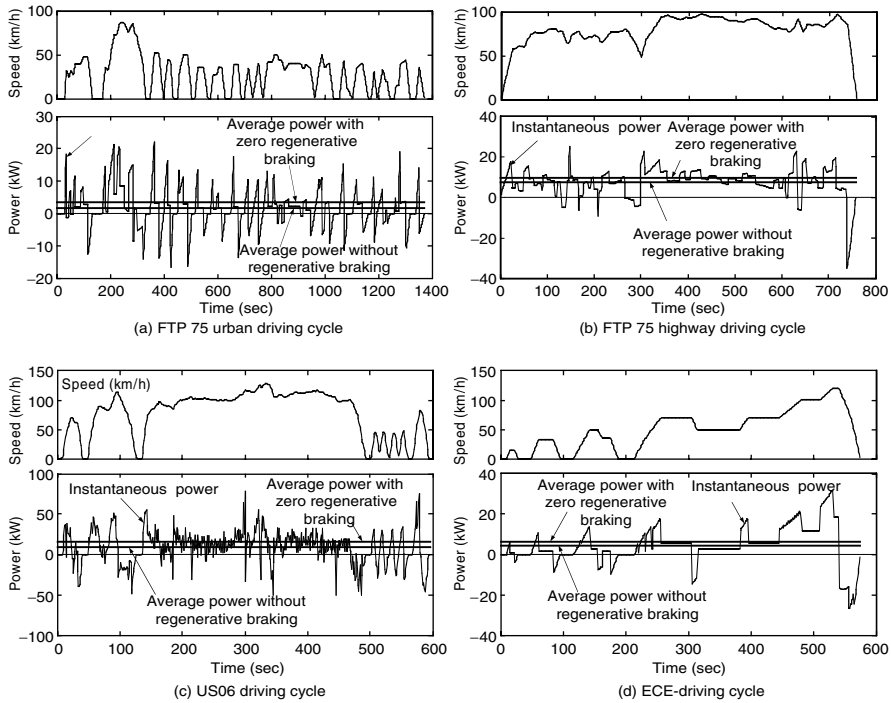 100
50
0
Speed (km/h)
30
20
10
0
−10
−20
Power (kW)
Average power with
zero regenerative
braking
Average power without
regenerative braking
0 200 400 600 800 1000 1200 1400
Time (sec)
(a) FTP 75 urban driving cycle
100
50
0
Speed (km/h)
40
20
0
−20
−40
Power (kW)
Instantaneous power
Average power with
zero regenerative
braking
Average power without
regenerative braking
0 100 200 300 400 500 600 700 800
Time (sec)
(b) FTP 75 highway driving cycle
150
100
50
0
Speed (km/h)
Speed (km/h)
100
50
0
−50
−100
Power (kW)
Instantaneous power
Average power with
zero regenerative
braking
Average power without
regenerative braking
0 100 200 300 400 500 600
Time (sec)
(c) US06 driving cycle
150
100
50
0
Speed (km/h)
40
20
0
−20
−40
Power (kW)
Average power with
zero regenerative
braking
Instantaneous power
Average power without
regenerative braking
0 100 200 300 400 500 600
Time (sec)
(d) ECE-driving cycle